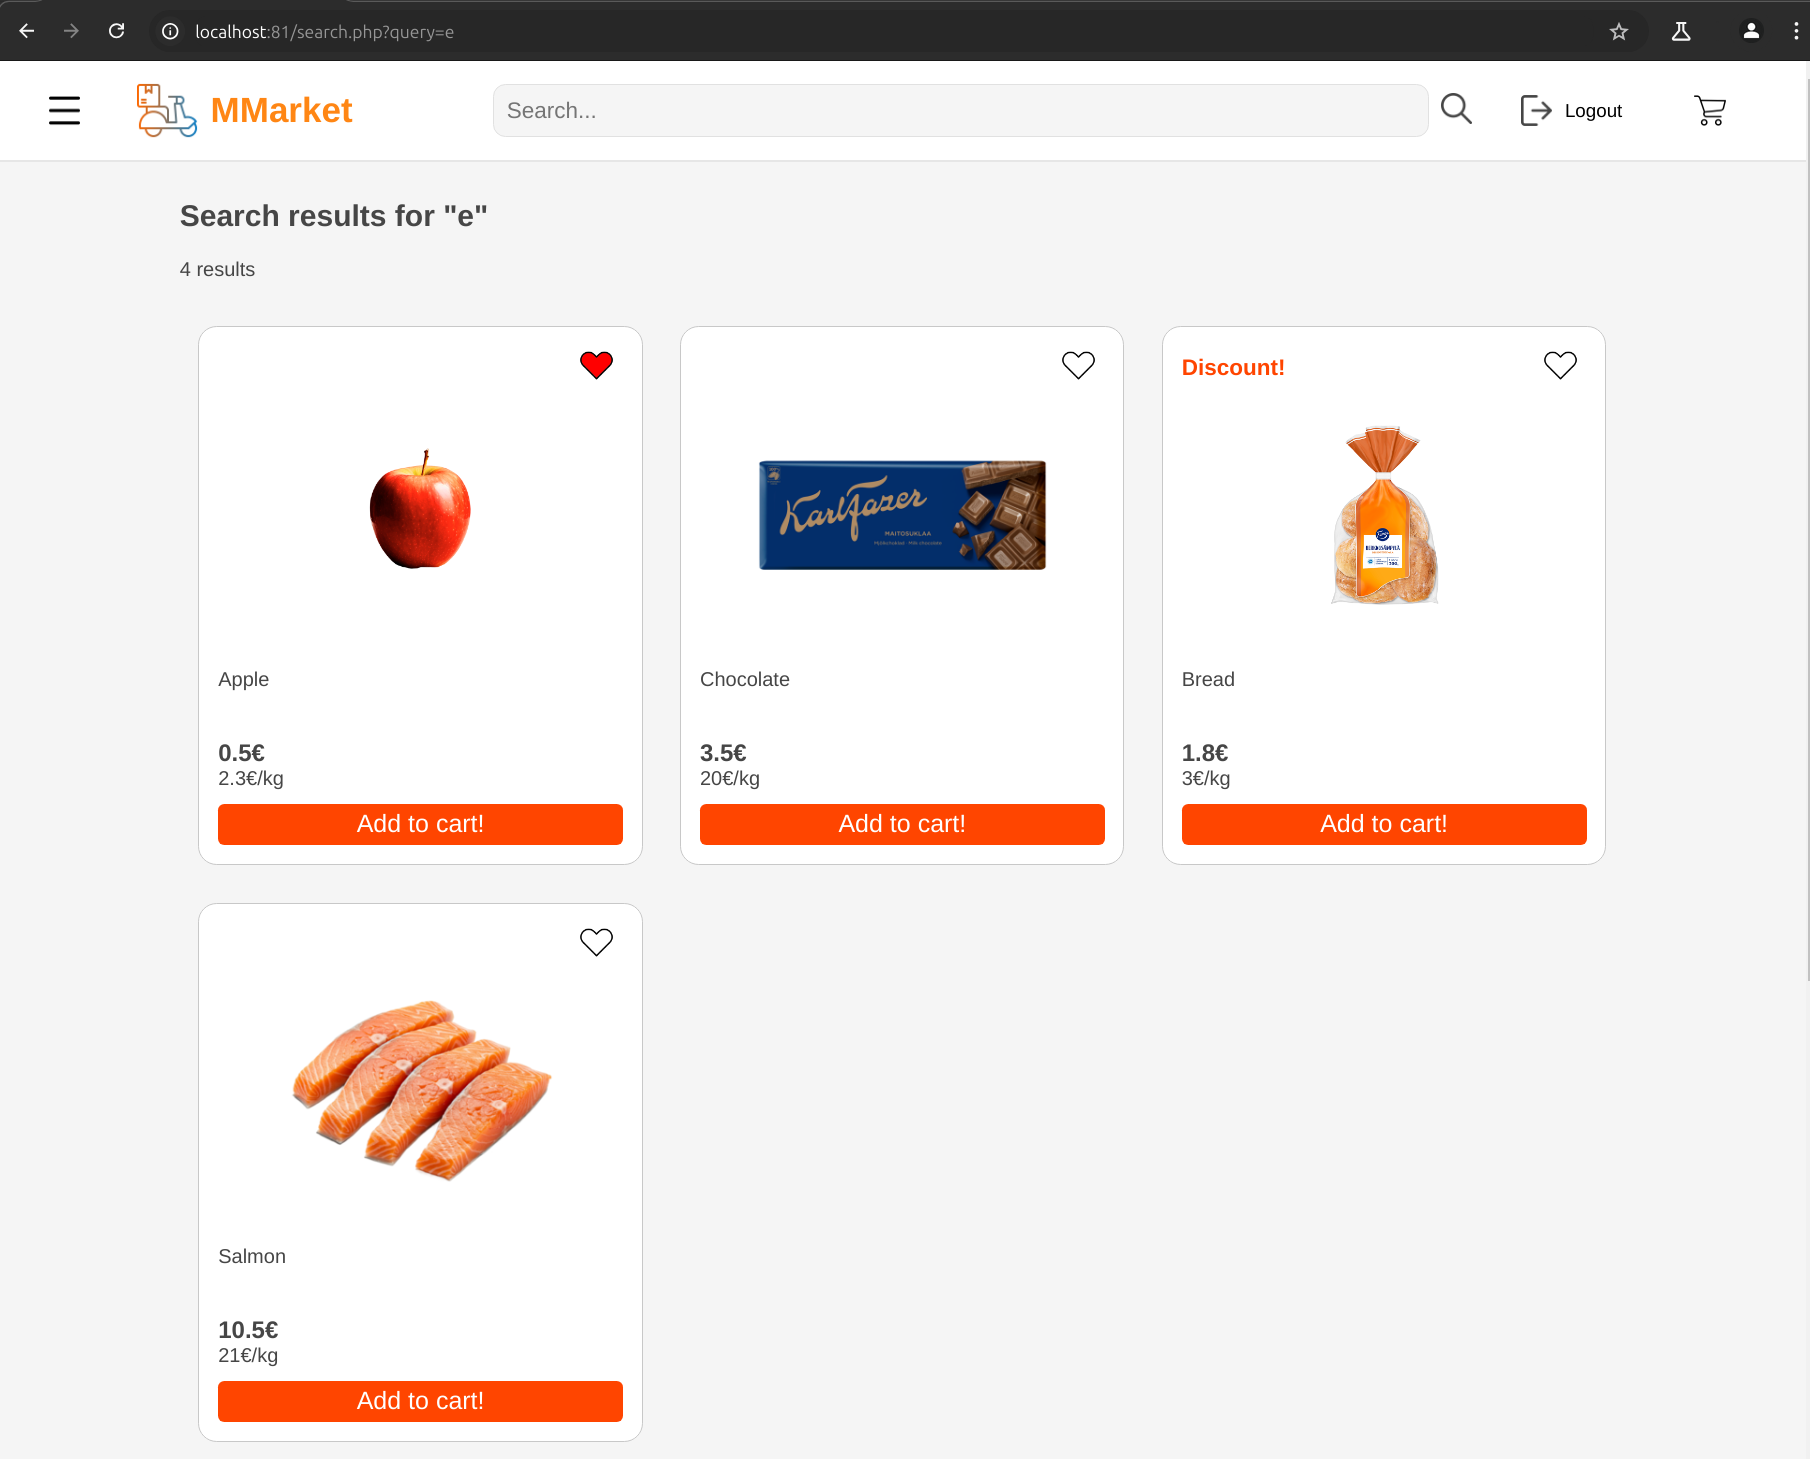 localhost:81/search.php?query=e
MMarket
Search...
Logout
Search results for "e"
4 results
Discount!
Karl Fazer
MAITOSUKLAA
Apple
Chocolate
Bread
0.5€
3.5€
1.8€
2.3€/kg
20€/kg
3€/kg
Add to cart!
Add to cart!
Add to cart!
Salmon
10.5€
21€/kg
Add to cart!